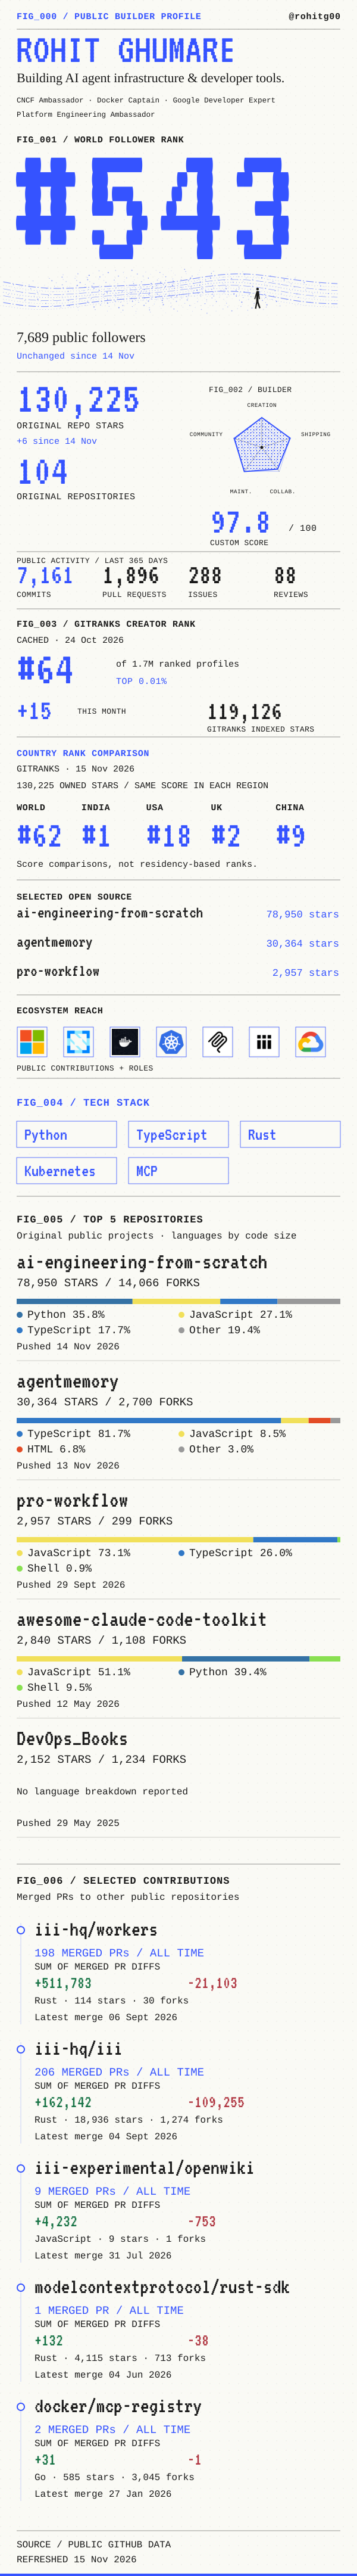 FIG_000 / PUBLIC BUILDER PROFILE @rohitg00
ROHIT GHUMARE
Building AI agent infrastructure & developer tools.
CNCF Ambassador · Docker Captain · Google Developer Expert
Platform Engineering Ambassador
FIG_001 / WORLD FOLLOWER RANK
#543
7,689 public followers
Unchanged since 14 Nov
130,225
ORIGINAL REPO STARS
+6 since 14 Nov
104
ORIGINAL REPOSITORIES
FIG_002 / BUILDER
CREATION
COMMUNITY SHIPPING
MAINT. COLLAB.
97.8 / 100
CUSTOM SCORE
PUBLIC ACTIVITY / LAST 365 DAYS
7,161 1,896 288 88
COMMITS PULL REQUESTS ISSUES REVIEWS
FIG_003 / GITRANKS CREATOR RANK
CACHED · 24 Oct 2026
#64 of 1.7M ranked profiles
TOP 0.01%
+15 THIS MONTH 119,126
GITRANKS INDEXED STARS
COUNTRY RANK COMPARISON
GITRANKS · 15 Nov 2026
130,225 OWNED STARS / SAME SCORE IN EACH REGION
WORLD INDIA USA UK CHINA
#62 #1 #18 #2 #9
Score comparisons, not residency-based ranks.
SELECTED OPEN SOURCE
ai-engineering-from-scratch 78,950 stars
agentmemory 30,364 stars
pro-workflow 2,957 stars
ECOSYSTEM REACH
PUBLIC CONTRIBUTIONS + ROLES
FIG_004 / TECH STACK
Python TypeScript Rust
Kubernetes MCP
FIG_005 / TOP 5 REPOSITORIES
Original public projects · languages by code size
ai-engineering-from-scratch
78,950 STARS / 14,066 FORKS
Python 35.8% JavaScript 27.1%
TypeScript 17.7% Other 19.4%
Pushed 14 Nov 2026
agentmemory
30,364 STARS / 2,700 FORKS
TypeScript 81.7% JavaScript 8.5%
HTML 6.8% Other 3.0%
Pushed 13 Nov 2026
pro-workflow
2,957 STARS / 299 FORKS
JavaScript 73.1% TypeScript 26.0%
Shell 0.9%
Pushed 29 Sept 2026
awesome-claude-code-toolkit
2,840 STARS / 1,108 FORKS
JavaScript 51.1% Python 39.4%
Shell 9.5%
Pushed 12 May 2026
DevOps_Books
2,152 STARS / 1,234 FORKS
No language breakdown reported
Pushed 29 May 2025
FIG_006 / SELECTED CONTRIBUTIONS
Merged PRs to other public repositories
iii-hq/workers
198 MERGED PRs / ALL TIME
SUM OF MERGED PR DIFFS
+511,783 -21,103
Rust · 114 stars · 30 forks
Latest merge 06 Sept 2026
iii-hq/iii
206 MERGED PRs / ALL TIME
SUM OF MERGED PR DIFFS
+162,142 -109,255
Rust · 18,936 stars · 1,274 forks
Latest merge 04 Sept 2026
iii-experimental/openwiki
9 MERGED PRs / ALL TIME
SUM OF MERGED PR DIFFS
+4,232 -753
JavaScript · 9 stars · 1 forks
Latest merge 31 Jul 2026
modelcontextprotocol/rust-sdk
1 MERGED PR / ALL TIME
SUM OF MERGED PR DIFFS
+132 -38
Rust · 4,115 stars · 713 forks
Latest merge 04 Jun 2026
docker/mcp-registry
2 MERGED PRs / ALL TIME
SUM OF MERGED PR DIFFS
+31 -1
Go · 585 stars · 3,045 forks
Latest merge 27 Jan 2026
SOURCE / PUBLIC GITHUB DATA
REFRESHED 15 Nov 2026